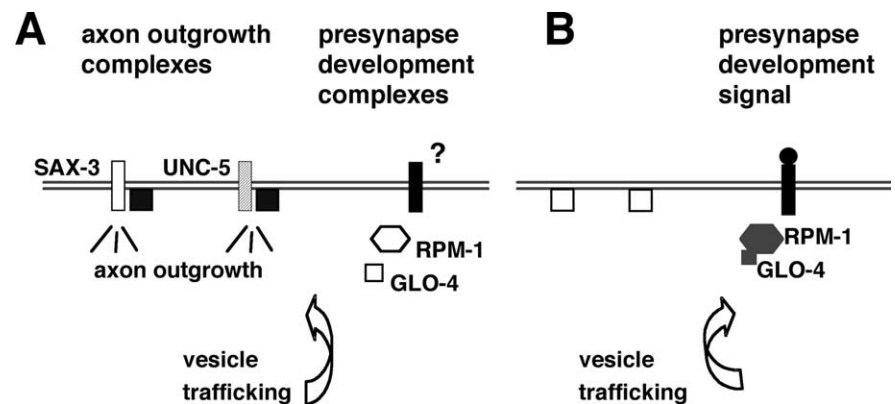 A
axon outgrowth
complexes
presynapse
development
complexes
SAX-3
UNC-5
?
axon outgrowth
RPM-1
GLO-4
vesicle
trafficking
B
presynapse
development
signal
RPM-1
GLO-4
vesicle
trafficking